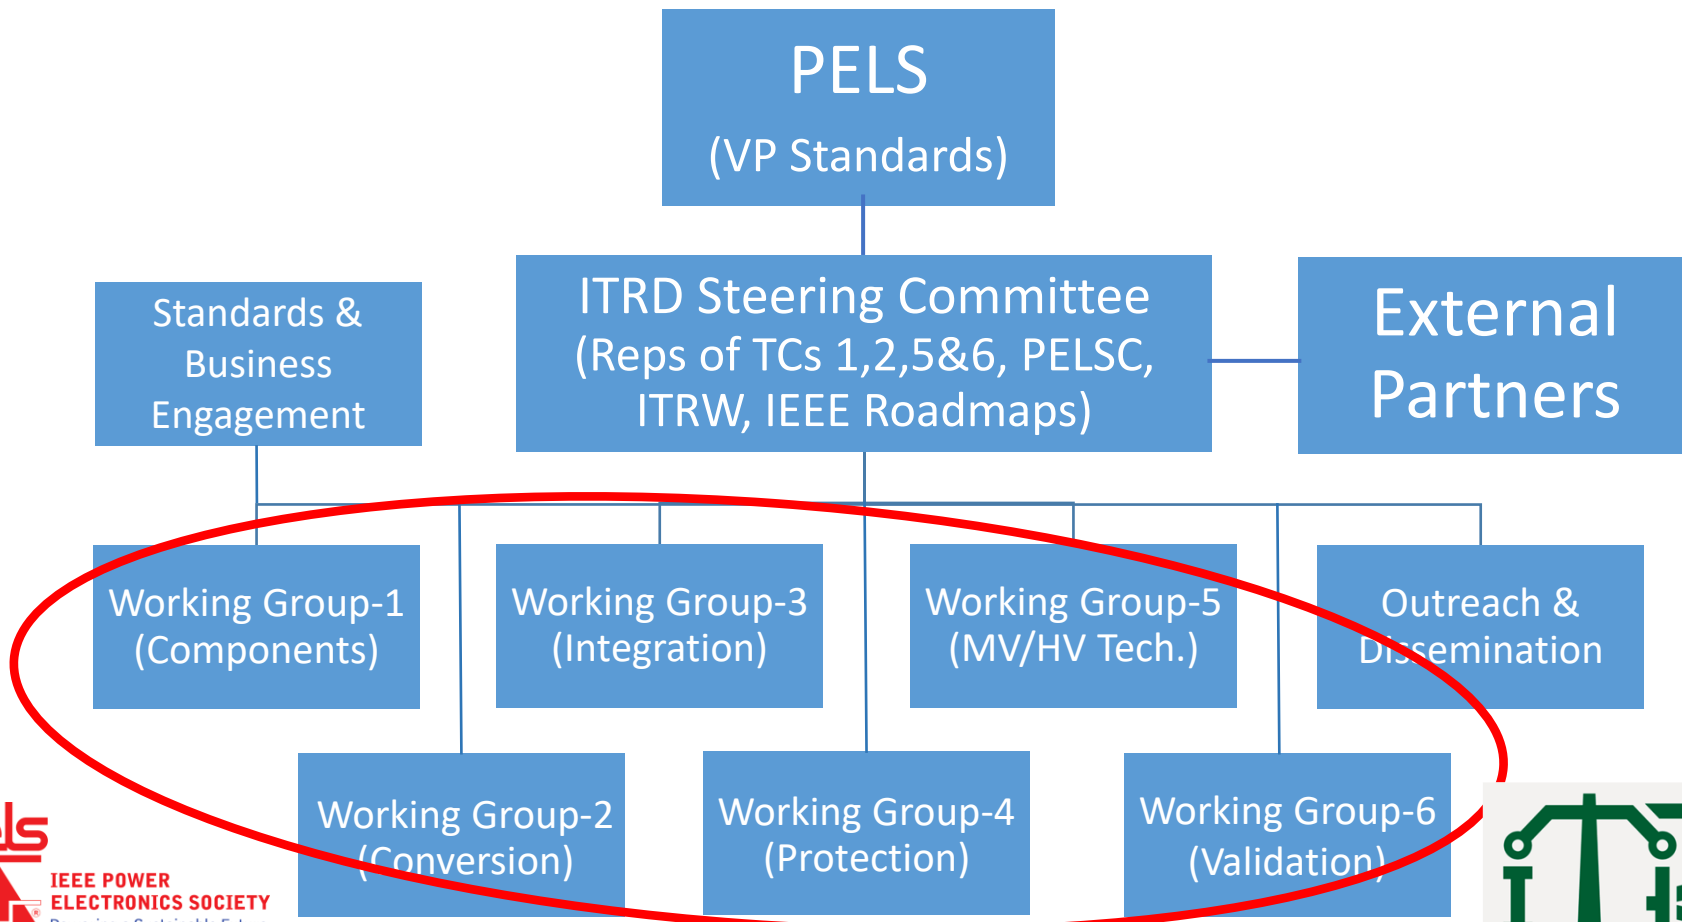 PELS
(VP Standards)
Standards &
Business
Engagement
ITRD Steering Committee
(Reps of TCs 1,2,5&6, PELSC,
ITRW, IEEE Roadmaps)
External
Partners
Working Group-1
(Components)
Working Group-3
(Integration)
Working Group-5
(MV/HV Tech.)
Outreach &
Dissemination
Working Group-2
(Conversion)
Working Group-4
(Protection)
Working Group-6
(Validation)
els
IEEE POWER
ELECTRONICS SOCIETY